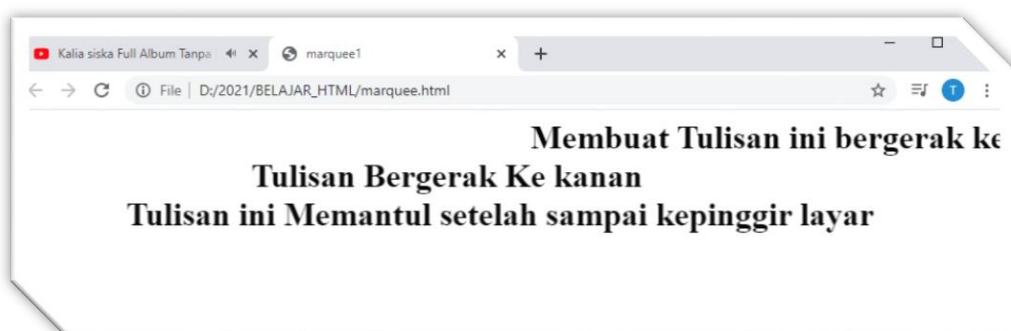 Kalia siska Full Album Tanpa
marquee1
File | D:/2021/BELAJAR_HTML/marquee.html
T
Membuat Tulisan ini bergerak ke
Tulisan Bergerak Ke kanan
Tulisan ini Memantul setelah sampai kepinggir layar